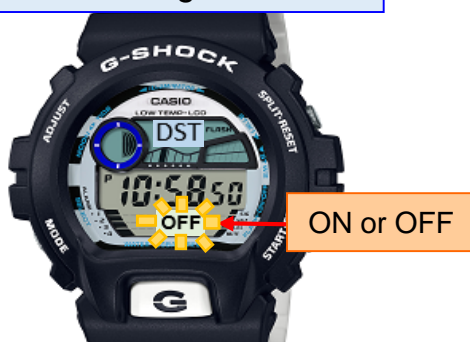 G-SHOCK
CASIO
LOW TEMP-LCD
ADJUST
SPLIT-RESET
DST
FLASH
P 10:58 50
OFF
ON or OFF
MODE
START
G